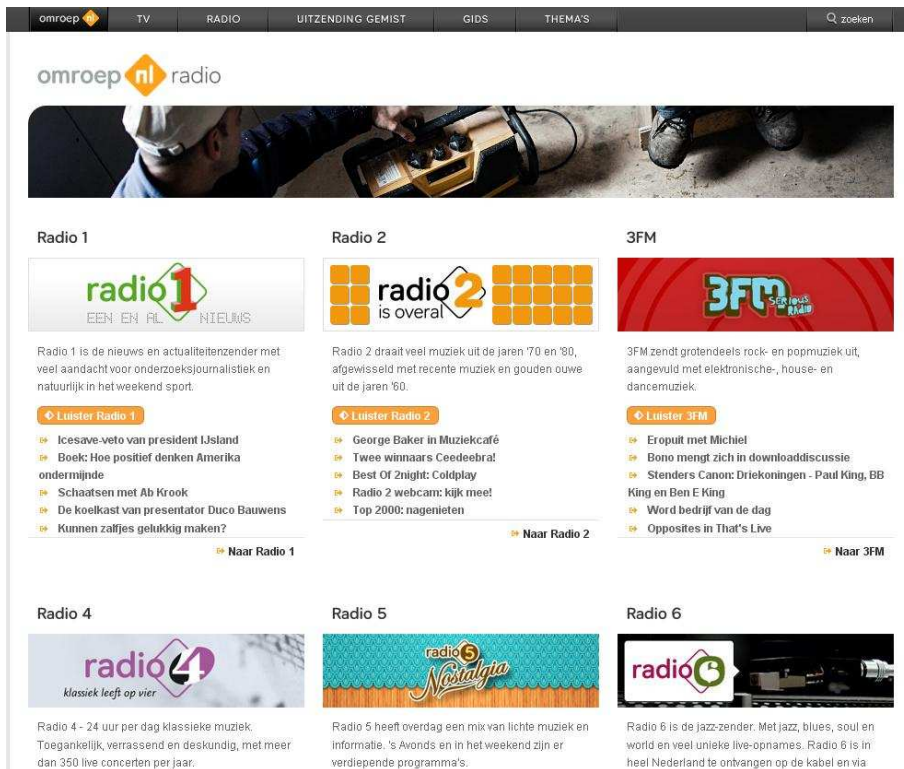 omroep nl TV RADIO UITZENDING GEMIST GIDS THEMA'S zoeken
omroep nl radio
Radio 1
radio 1
EEN EN AL NIEUWS
Radio 1 is de nieuws en actualiteitenzender met
veel aandacht voor onderzoeksjournalistiek en
natuurlijk in het weekend sport.
Luister Radio 1
Icesave-veto van president IJsland
Boek: Hoe positief denken Amerika
ondermijnde
Schaatsen met Ab Krook
De koelkast van presentator Duco Bauwens
Kunnen zalfjes gelukkig maken?
Naar Radio 1
Radio 2
radio 2
is overal
Radio 2 draait veel muziek uit de jaren '70 en '80,
afgewisseld met recente muziek en gouden ouwe
uit de jaren '60.
Luister Radio 2
George Baker in Muziekcafé
Twee winnaars Ceedeebra!
Best Of 2night: Coldplay
Radio 2 webcam: kijk mee!
Top 2000: nagenieten
Naar Radio 2
3FM
3FM SERIOUS
RADIO
3FM zendt grotendeels rock- en popmuziek uit,
aangevuld met elektronische-, house- en
dancemuziek.
Luister 3FM
Eropuit met Michiel
Bono mengt zich in downloaddiscussie
Stenders Canon: Driekoningen - Paul King, BB
King en Ben E King
Word bedrijf van de dag
Opposites in That's Live
Naar 3FM
Radio 4
radio 4
klassiek leeft op vier
Radio 4 - 24 uur per dag klassieke muziek.
Toegankelijk, verrassend en deskundig, met meer
dan 350 live concerten per jaar.
Radio 5
radio 5
Nostalgia
Radio 5 heeft overdag een mix van lichte muziek en
informatie. 's Avonds en in het weekend zijn er
verdiepende programma's.
Radio 6
radio 6
Radio 6 is de jazz-zender. Met jazz, blues, soul en
world en veel unieke live-opnames. Radio 6 is in
heel Nederland te ontvangen op de kabel en via